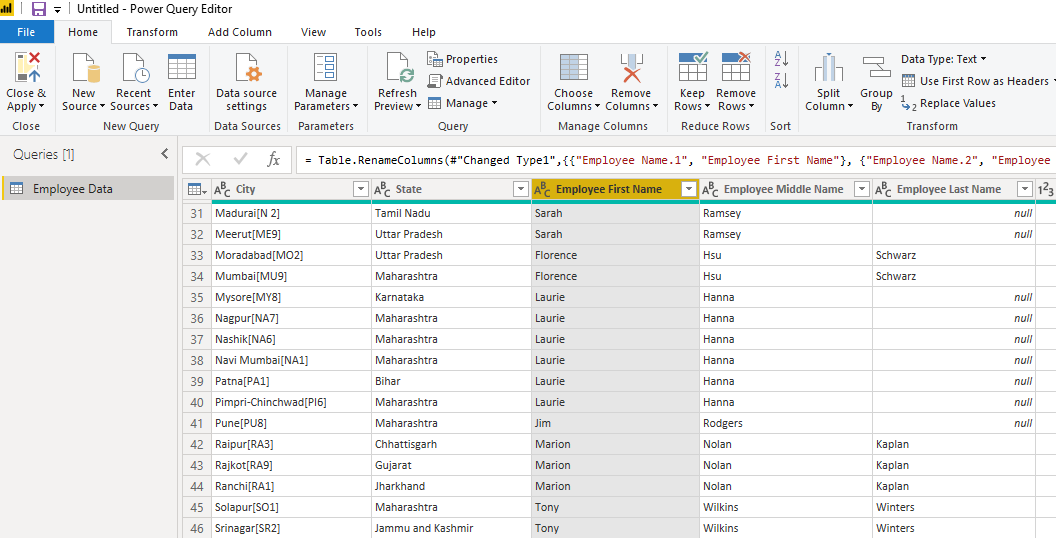 Untitled - Power Query Editor
File Home Transform Add Column View Tools Help
Close & Apply
New Source
Recent Sources
Enter Data
Data source settings
Manage Parameters
Refresh Preview
Properties
Advanced Editor
Manage
Choose Columns
Remove Columns
Keep Rows
Remove Rows
A
Z
Z
A
Split Column
Group By
Data Type: Text
Use First Row as Headers
1 2 Replace Values
Close New Query Data Sources Parameters Query Manage Columns Reduce Rows Sort Transform
Queries [1]
fx = Table.RenameColumns(#"Changed Type1",{{"Employee Name.1", "Employee First Name"}, {"Employee Name.2", "Employee
Employee Data
ABC City ABC State ABC Employee First Name ABC Employee Middle Name ABC Employee Last Name 123
31 Madurai[N 2] Tamil Nadu Sarah Ramsey null
32 Meerut[ME9] Uttar Pradesh Sarah Ramsey null
33 Moradabad[MO2] Uttar Pradesh Florence Hsu Schwarz
34 Mumbai[MU9] Maharashtra Florence Hsu Schwarz
35 Mysore[MY8] Karnataka Laurie Hanna null
36 Nagpur[NA7] Maharashtra Laurie Hanna null
37 Nashik[NA6] Maharashtra Laurie Hanna null
38 Navi Mumbai[NA1] Maharashtra Laurie Hanna null
39 Patna[PA1] Bihar Laurie Hanna null
40 Pimpri-Chinchwad[PI6] Maharashtra Laurie Hanna null
41 Pune[PU8] Maharashtra Jim Rodgers null
42 Raipur[RA3] Chhattisgarh Marion Nolan Kaplan
43 Rajkot[RA9] Gujarat Marion Nolan Kaplan
44 Ranchi[RA1] Jharkhand Marion Nolan Kaplan
45 Solapur[SO1] Maharashtra Tony Wilkins Winters
46 Srinagar[SR2] Jammu and Kashmir Tony Wilkins Winters